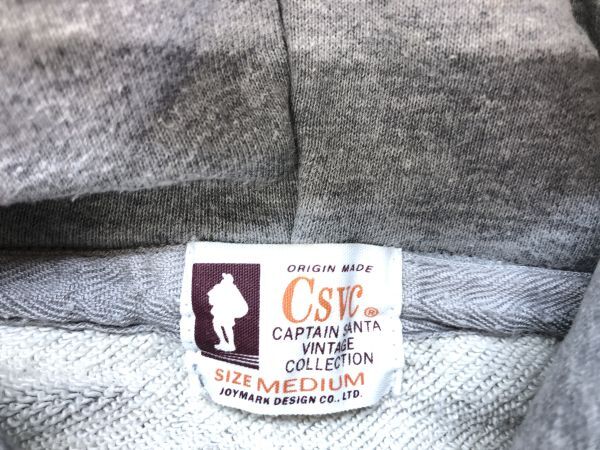 ORIGIN MADE
CSVC®
CAPTAIN SANTA
VINTAGE
COLLECTION
SIZE MEDIUM
JOYMARK DESIGN CO., LTD.